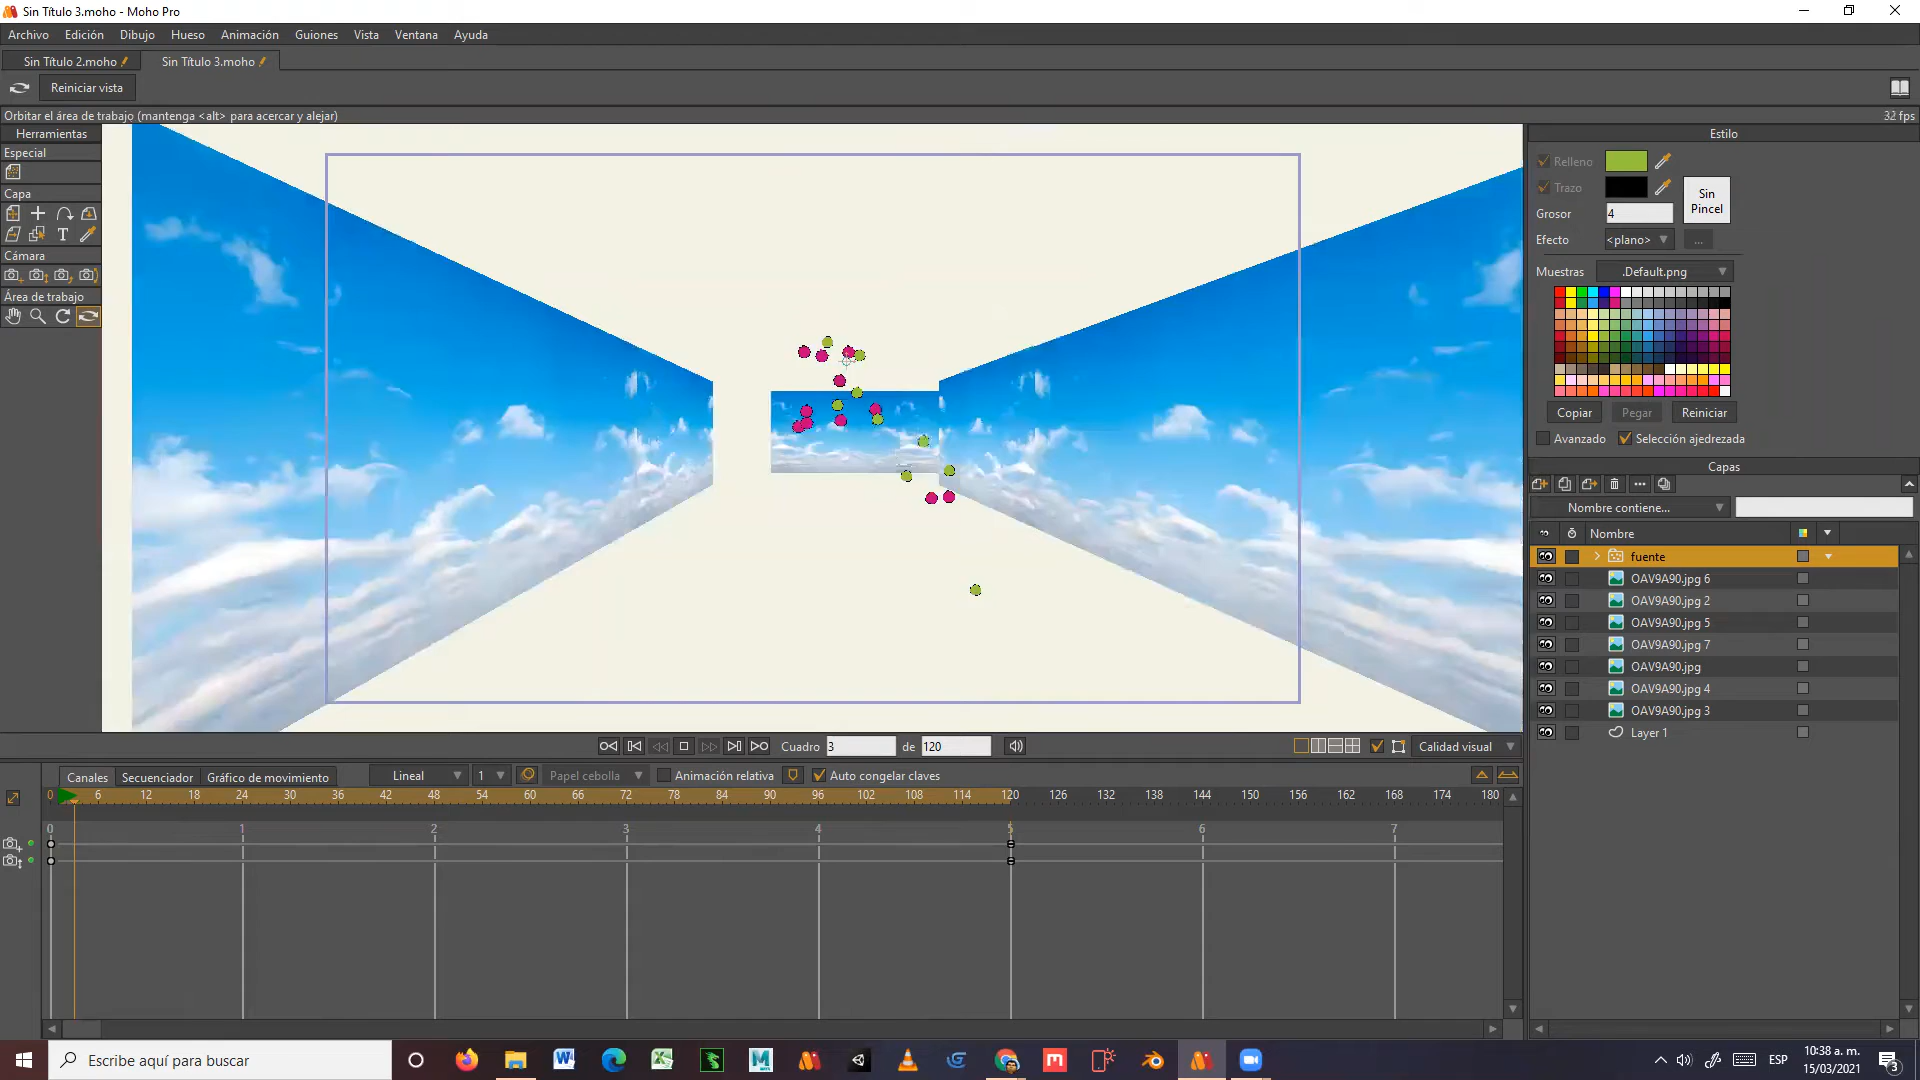 Sin Título 3.moho - Moho Pro
Archivo Edición Dibujo Hueso Animación Guiones Vista Ventana Ayuda
Sin Título 2.moho Sin Título 3.moho
Reiniciar vista
Orbitar el área de trabajo (mantenga <alt> para acercar y alejar)
32 fps
Herramientas
Especial
Capa
T
Cámara
Área de trabajo
Estilo
Relleno
Trazo
Sin
Pincel
Grosor 4
Efecto <plano> ...
Muestras .Default.png
Copiar Pegar Reiniciar
Avanzado Selección ajedrezada
Capas
Nombre contiene...
Nombre
fuente
OAV9A90.jpg 6
OAV9A90.jpg 2
OAV9A90.jpg 5
OAV9A90.jpg 7
OAV9A90.jpg
OAV9A90.jpg 4
OAV9A90.jpg 3
Layer 1
Cuadro 3 de 120
Calidad visual
Canales Secuenciador Gráfico de movimiento Lineal 1 Papel cebolla Animación relativa Auto congelar claves
0 6 12 18 24 30 36 42 48 54 60 66 72 78 84 90 96 102 108 114 120 126 132 138 144 150 156 162 168 174 180
0 1 2 3 4 5 6 7
Escribe aquí para buscar
ESP
10:38 a. m.
15/03/2021
3